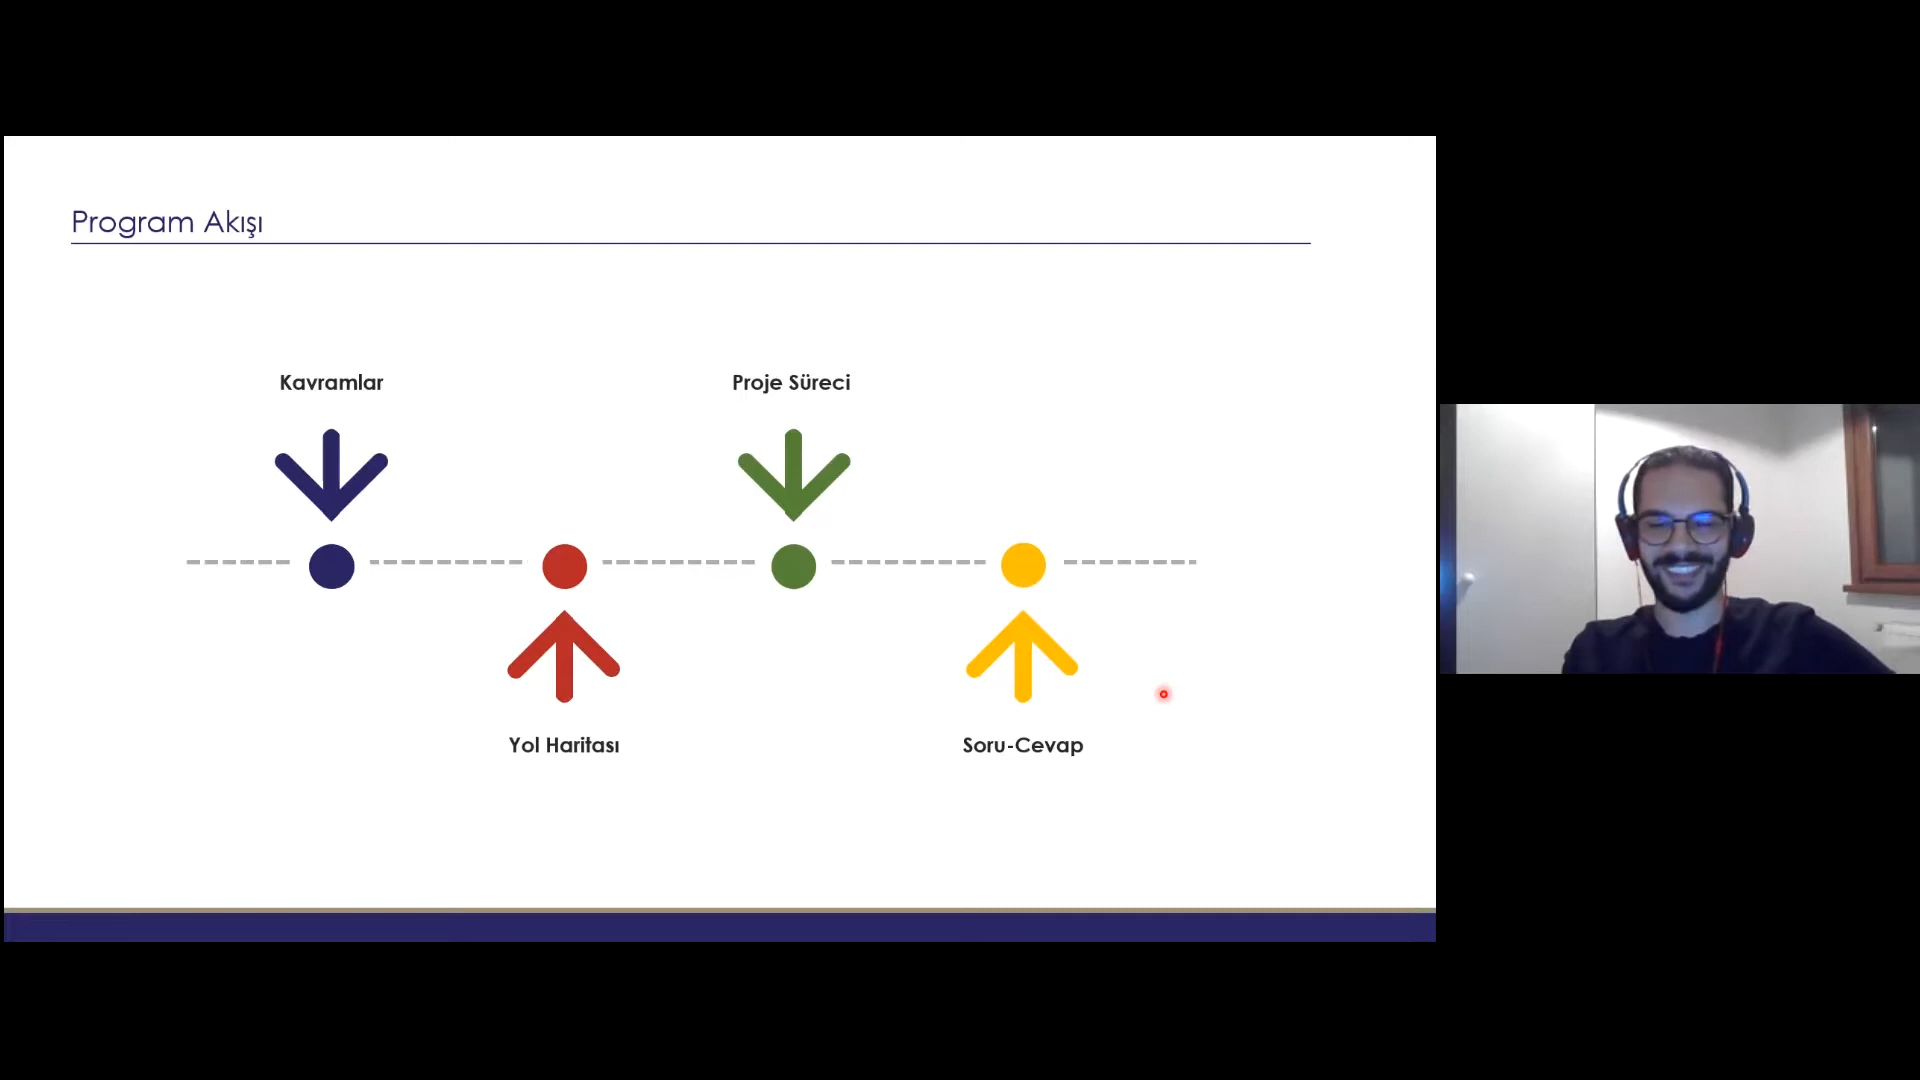 Program Akışı
Kavramlar
Proje Süreci
Yol Haritası
Soru-Cevap